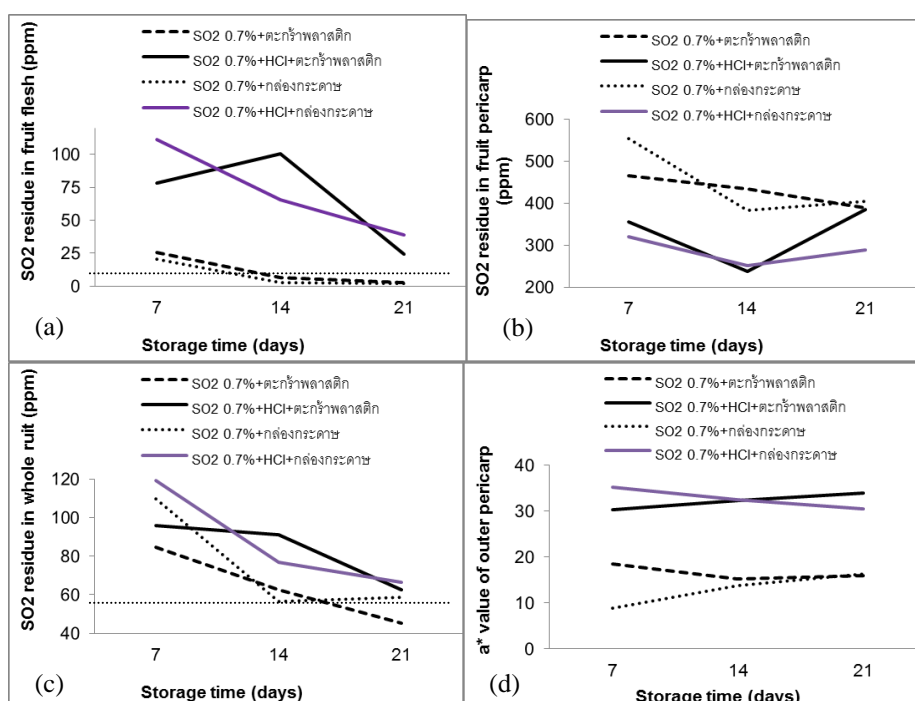 SO2 0.7%+ตะกร้าพลาสติก
SO2 0.7%+HCl+ตะกร้าพลาสติก
SO2 0.7%+กล่องกระดาษ
SO2 0.7%+HCl+กล่องกระดาษ
SO2 residue in fruit flesh (ppm)
100
75
50
25
0
7 14 21
(a)
Storage time (days)
SO2 0.7%+ตะกร้าพลาสติก
SO2 0.7%+HCl+ตะกร้าพลาสติก
SO2 0.7%+กล่องกระดาษ
SO2 0.7%+HCl+กล่องกระดาษ
SO2 residue in fruit pericarp
(ppm)
600
500
400
300
200
7 14 21
(b)
Storage time (days)
SO2 0.7%+ตะกร้าพลาสติก
SO2 0.7%+HCl+ตะกร้าพลาสติก
SO2 0.7%+กล่องกระดาษ
SO2 0.7%+HCl+กล่องกระดาษ
SO2 residue in whole ruit (ppm)
120
100
80
60
40
7 14 21
(c)
Storage time (days)
SO2 0.7%+ตะกร้าพลาสติก
SO2 0.7%+HCl+ตะกร้าพลาสติก
SO2 0.7%+กล่องกระดาษ
SO2 0.7%+HCl+กล่องกระดาษ
a* value of outer pericarp
40
30
20
10
0
7 14 21
(d)
Storage time (days)